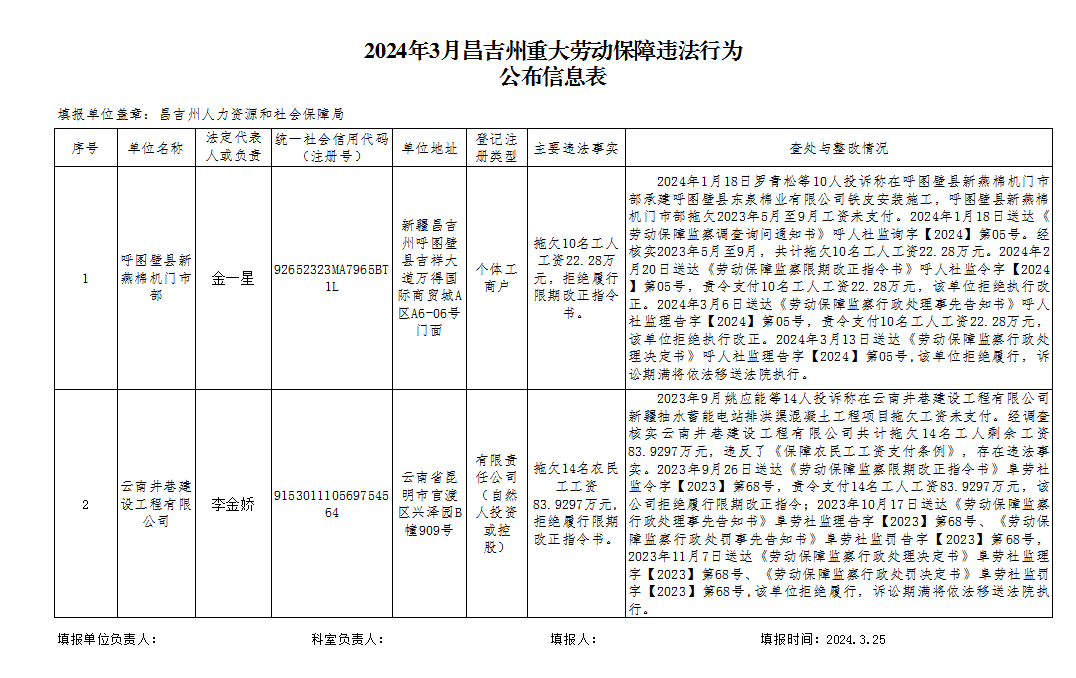 2024年3月昌吉州重大劳动保障违法行为
公布信息表
填报单位盖章：昌吉州人力资源和社会保障局
序号
单位名称
法定代表
人或负责
统一社会信用代码
（注册号）
单位地址
登记注
册类型
主要违法事实
查处与整改情况
1
呼图壁县新
燕棉机门市
部
金一星
92652323MA7965BT
1L
新疆昌吉
州呼图壁
县吉祥大
道万得国
际商贸城A
区A6-06号
门面
个体工
商户
拖欠10名工人
工资22.28万
元，拒绝履行
限期改正指令
书。
2024年1月18日罗青松等10人投诉称在呼图壁县新燕棉机门市
部承建呼图壁县东泉棉业有限公司铁皮安装施工，呼图壁县新燕棉
机门市部拖欠2023年5月至9月工资未支付。2024年1月18日送达《
劳动保障监察调查询问通知书》呼人社监询字【2024】第05号。经
核实2023年5月至9月，共计拖欠10名工人工资22.28万元。2024年2
月20日送达《劳动保障监察限期改正指令书》呼人社监令字【2024
】第05号，责令支付10名工人工资22.28万元，该单位拒绝执行改
正。2024年3月6日送达《劳动保障监察行政处理事先告知书》呼人
社监理告字【2024】第05号，责令支付10名工人工资22.28万元，
该单位拒绝执行改正。2024年3月13日送达《劳动保障监察行政处
理决定书》呼人社监理告字【2024】第05号,该单位拒绝履行，诉
讼期满将依法移送法院执行。
2
云南井巷建
设工程有限
公司
李金娇
9153011105697545
64
云南省昆
明市官渡
区兴泽园B
幢909号
有限责
任公司
（自然
人投资
或控
股）
拖欠14名农民
工工资
83.9297万元，
拒绝履行限期
改正指令书。
2023年9月姚应能等14人投诉称在云南井巷建设工程有限公司
新疆抽水蓄能电站排洪渠混凝土工程项目拖欠工资未支付。经调查
核实云南井巷建设工程有限公司共计拖欠14名工人剩余工资
83.9297万元，违反了《保障农民工工资支付条例》，存在违法事
实。2023年9月26日送达《劳动保障监察限期改正指令书》阜劳社
监令字【2023】第68号，责令支付14名工人工资83.9297万元，该
公司拒绝履行限期改正指令；2023年10月17日送达《劳动保障监察
行政处理事先告知书》阜劳社监理告字【2023】第68号、《劳动保
障监察行政处罚事先告知书》阜劳社监罚告字【2023】第68号，
2023年11月7日送达《劳动保障监察行政处理决定书》阜劳社监理
字【2023】第68号、《劳动保障监察行政处罚决定书》阜劳社监罚
字【2023】第68号,该单位拒绝履行，诉讼期满将依法移送法院执
行。
填报单位负责人：
科室负责人：
填报人：
填报时间：2024.3.25